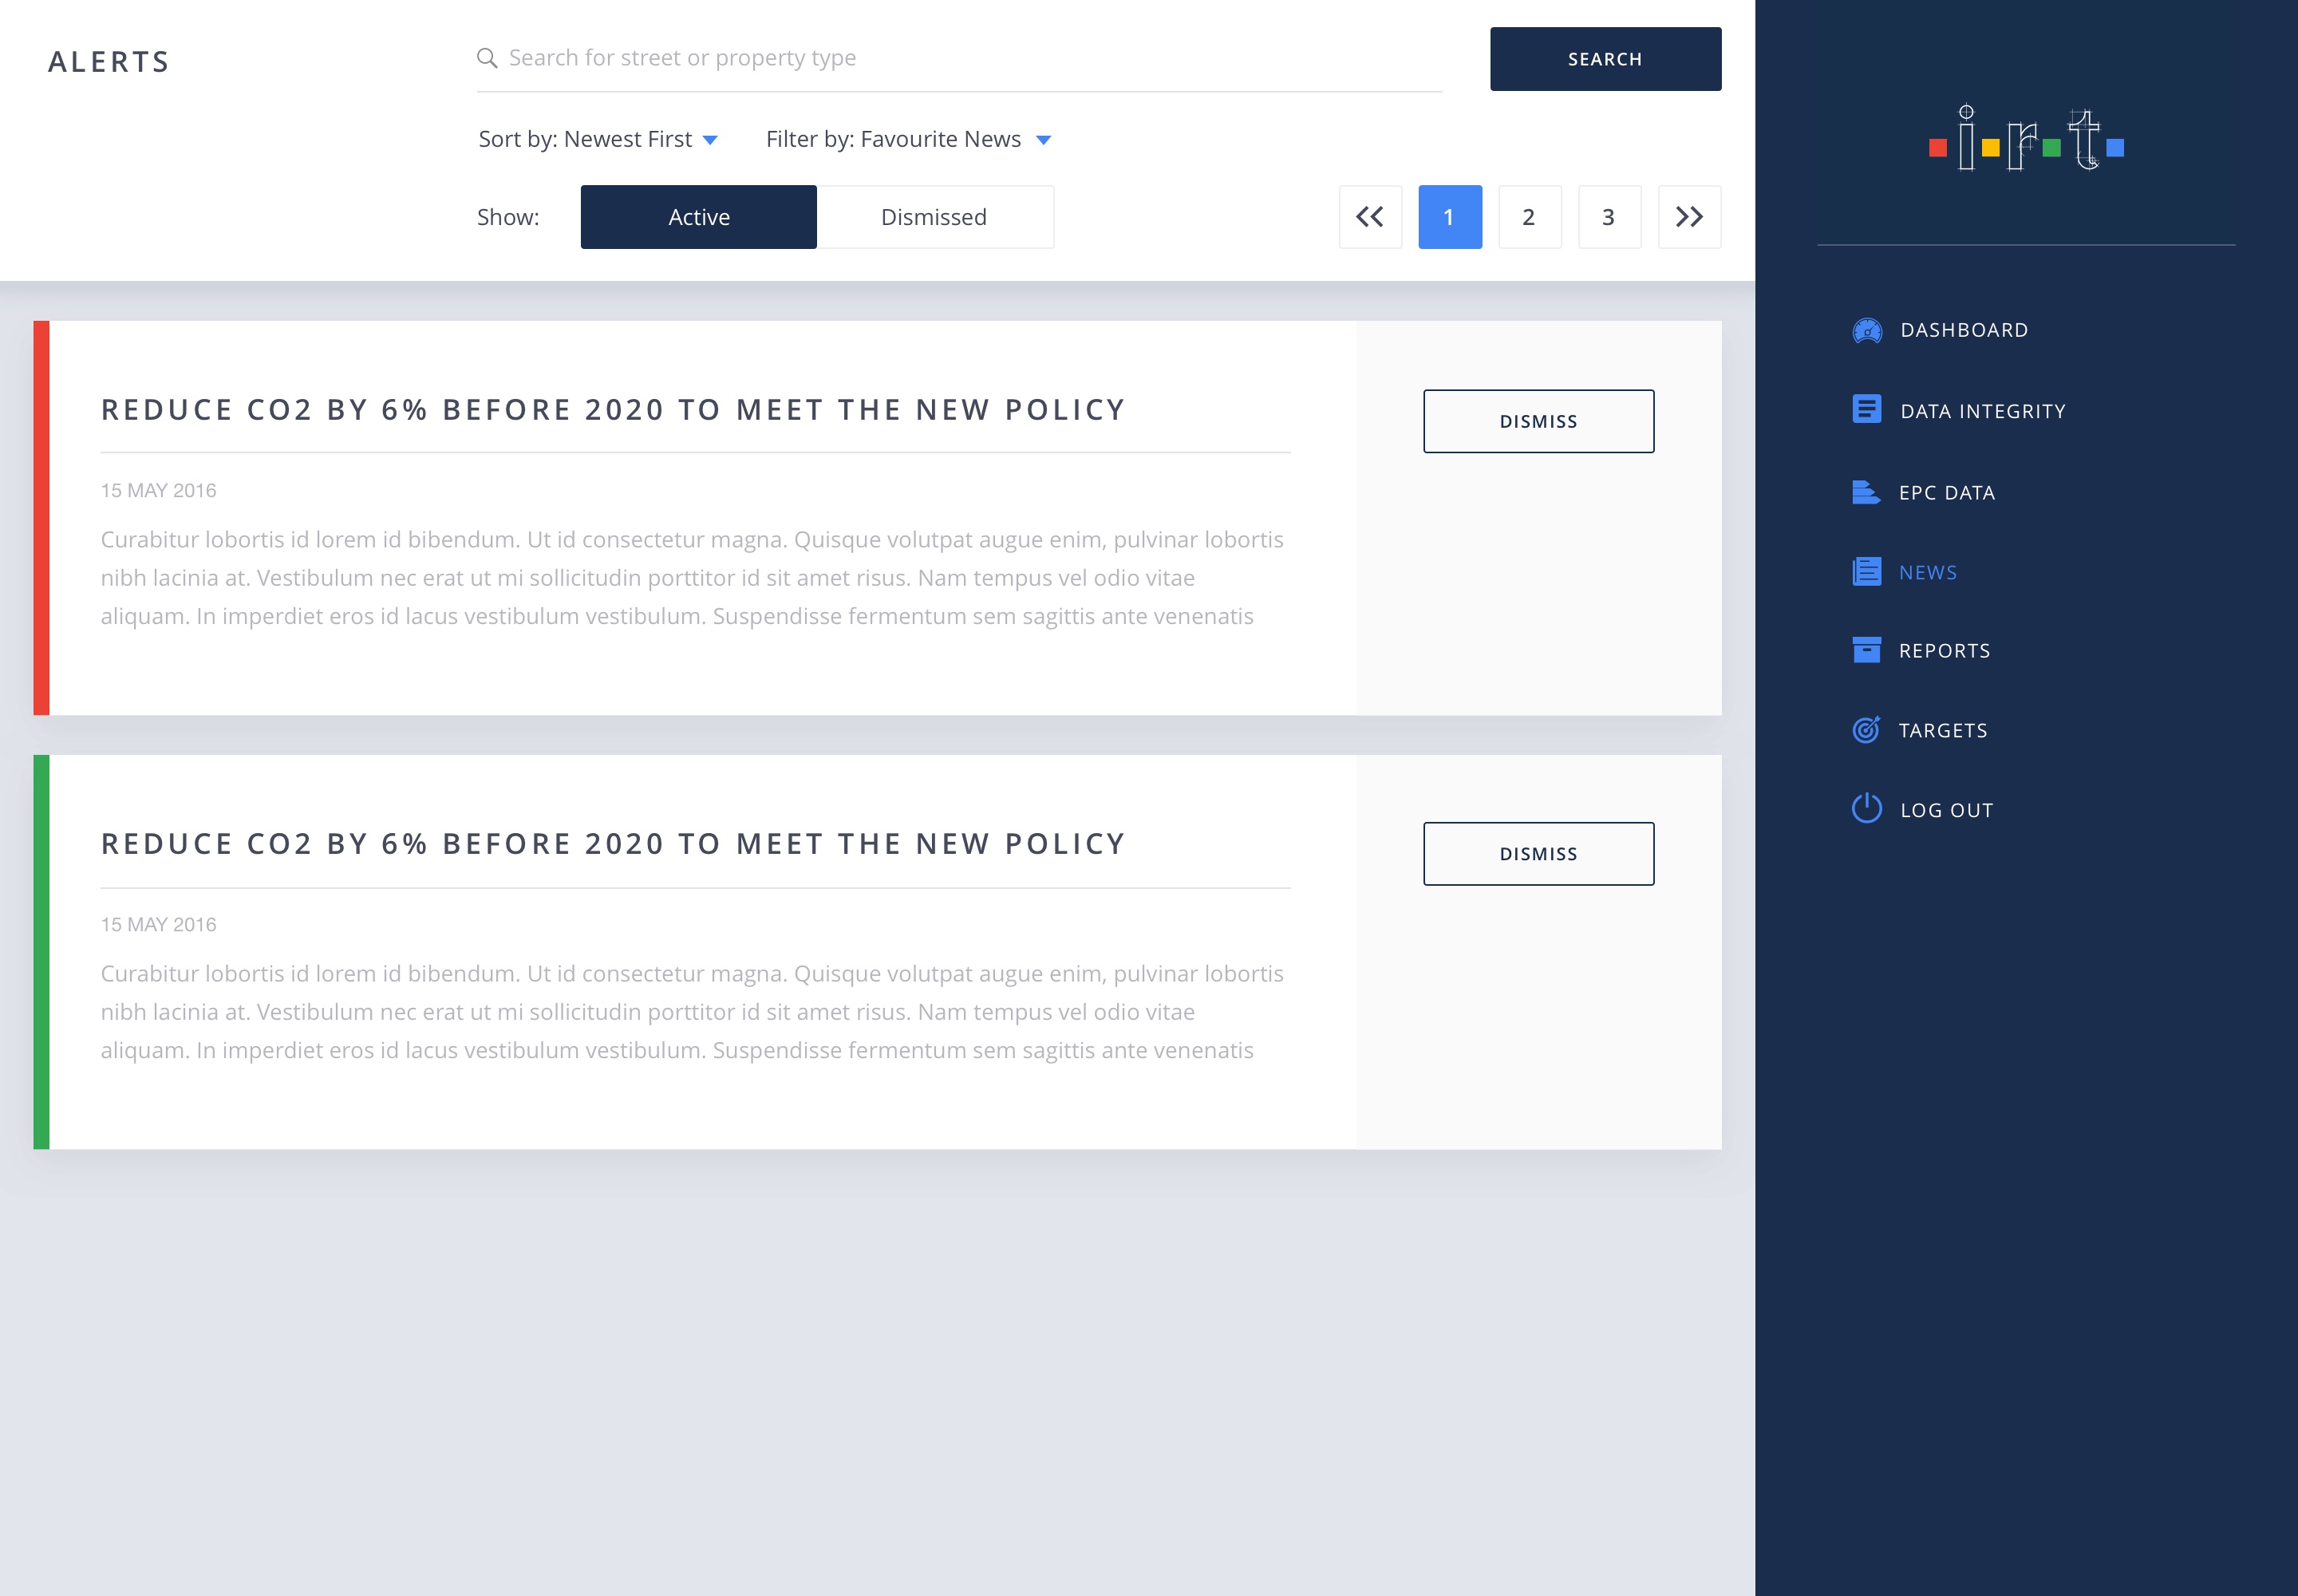 ALERTS
Search for street or property type
SEARCH
Sort by: Newest First
Filter by: Favourite News
Show:
Active
Dismissed
1
2
3
REDUCE CO2 BY 6% BEFORE 2020 TO MEET THE NEW POLICY
DISMISS
15 MAY 2016
Curabitur lobortis id lorem id bibendum. Ut id consectetur magna. Quisque volutpat augue enim, pulvinar lobortis
nibh lacinia at. Vestibulum nec erat ut mi sollicitudin porttitor id sit amet risus. Nam tempus vel odio vitae
aliquam. In imperdiet eros id lacus vestibulum vestibulum. Suspendisse fermentum sem sagittis ante venenatis
REDUCE CO2 BY 6% BEFORE 2020 TO MEET THE NEW POLICY
DISMISS
15 MAY 2016
Curabitur lobortis id lorem id bibendum. Ut id consectetur magna. Quisque volutpat augue enim, pulvinar lobortis
nibh lacinia at. Vestibulum nec erat ut mi sollicitudin porttitor id sit amet risus. Nam tempus vel odio vitae
aliquam. In imperdiet eros id lacus vestibulum vestibulum. Suspendisse fermentum sem sagittis ante venenatis
i r t
DASHBOARD
DATA INTEGRITY
EPC DATA
NEWS
REPORTS
TARGETS
LOG OUT